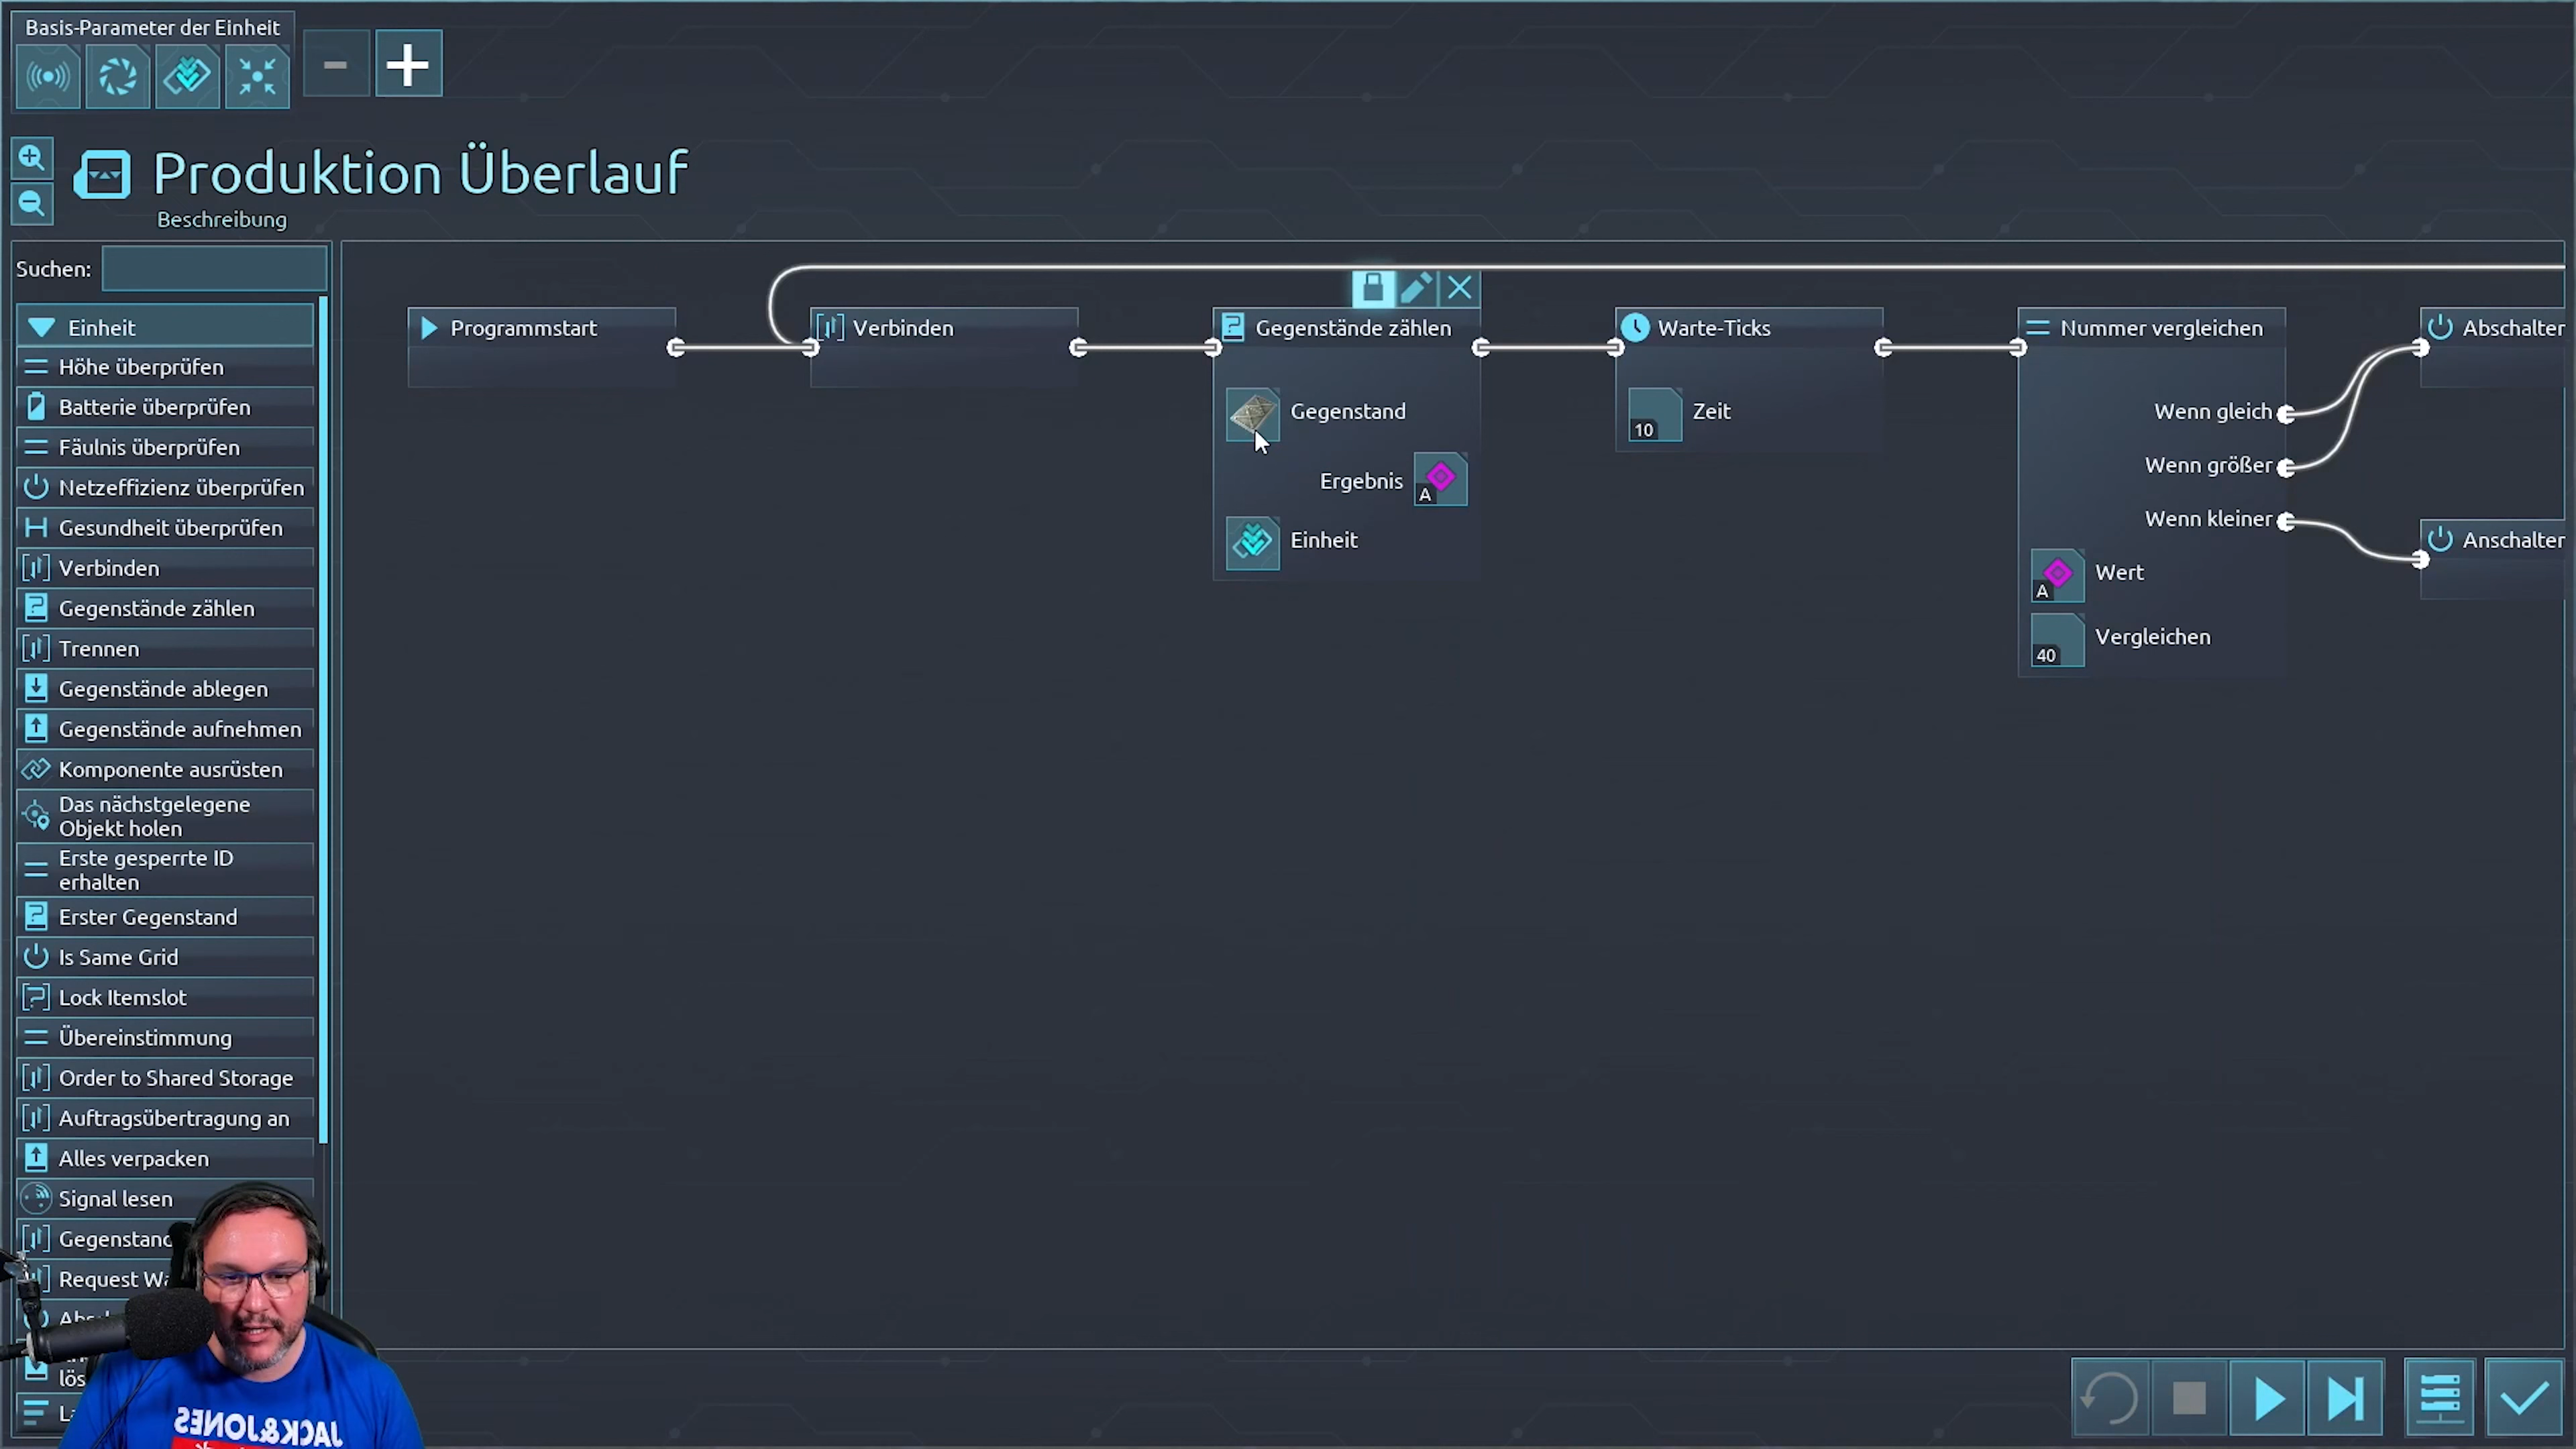 Basis-Parameter der Einheit
Produktion Überlauf
Beschreibung
Suchen:
Einheit
Höhe überprüfen
Batterie überprüfen
Fäulnis überprüfen
Netzeffizienz überprüfen
Gesundheit überprüfen
Verbinden
Gegenstände zählen
Trennen
Gegenstände ablegen
Gegenstände aufnehmen
Komponente ausrüsten
Das nächstgelegene
Objekt holen
Erste gesperrte ID
erhalten
Erster Gegenstand
Is Same Grid
Lock Itemslot
Übereinstimmung
Order to Shared Storage
Auftragsübertragung an
Alles verpacken
Signal lesen
Gegenstand
Request
Programmstart
Verbinden
Gegenstände zählen
Gegenstand
Ergebnis
A
Einheit
Warte-Ticks
10
Zeit
Nummer vergleichen
Wenn gleich
Wenn größer
Wenn kleiner
A
Wert
40
Vergleichen
Abschalten
Anschalten
JACK&JONES